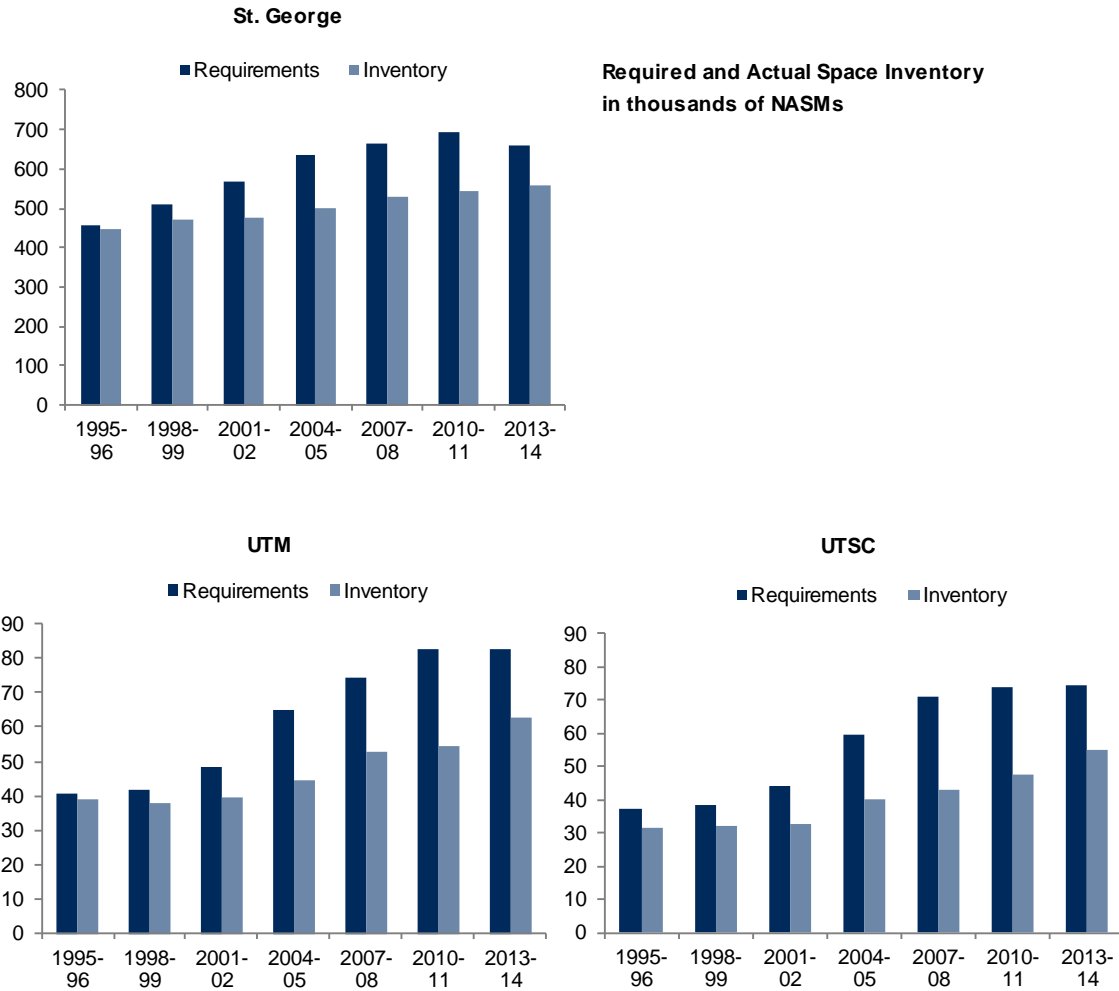 St. George
Requirements Inventory
Required and Actual Space Inventory
in thousands of NASMs
800
700
600
500
400
300
200
100
0
1995- 1998- 2001- 2004- 2007- 2010- 2013-
96 99 02 05 08 11 14
UTM
Requirements Inventory
90
80
70
60
50
40
30
20
10
0
1995- 1998- 2001- 2004- 2007- 2010- 2013-
96 99 02 05 08 11 14
UTSC
Requirements Inventory
90
80
70
60
50
40
30
20
10
0
1995- 1998- 2001- 2004- 2007- 2010- 2013-
96 99 02 05 08 11 14